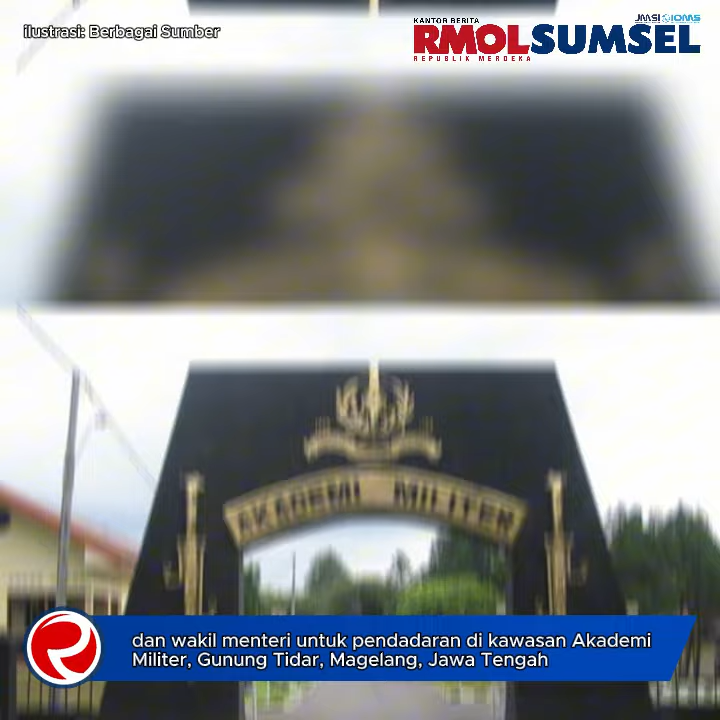 ilustrasi: Berbagai Sumber
KANTOR BERITA
JMSI IOMS
RMOLSUMSEL
REPUBLIK MERDEKA
AKADEMI MILITER
dan wakil menteri untuk pendadaran di kawasan Akademi
Militer, Gunung Tidar, Magelang, Jawa Tengah